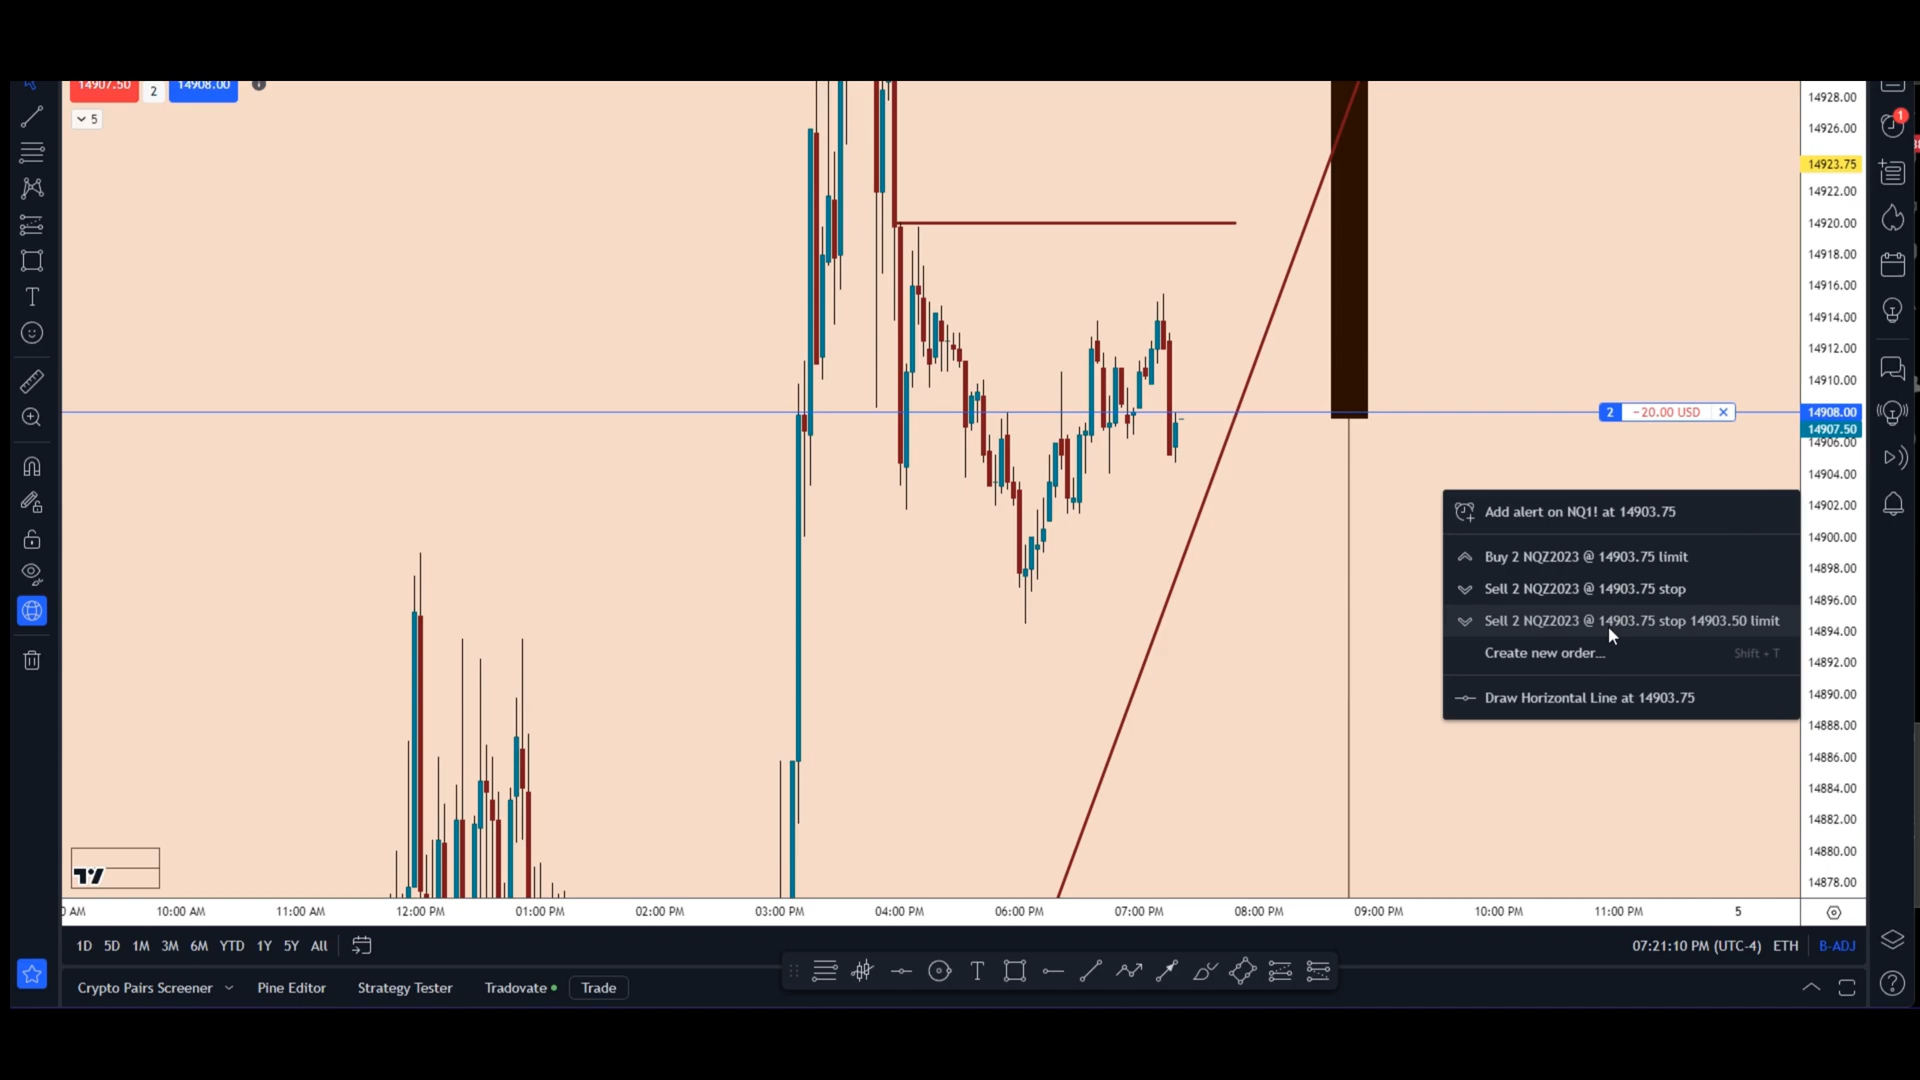 14907.50
2
14908.00
5
14928.00
14926.00
14923.75
14922.00
14920.00
14918.00
14916.00
14914.00
14912.00
14910.00
2 −20.00 USD
14908.00
14907.50
14906.00
14904.00
14902.00
14900.00
14898.00
14896.00
14894.00
14892.00
14890.00
14888.00
14886.00
14884.00
14882.00
14880.00
14878.00
1
Add alert on NQ1! at 14903.75
Buy 2 NQZ2023 @ 14903.75 limit
Sell 2 NQZ2023 @ 14903.75 stop
Sell 2 NQZ2023 @ 14903.75 stop 14903.50 limit
Create new order... Shift + T
Draw Horizontal Line at 14903.75
0 AM 10:00 AM 11:00 AM 12:00 PM 01:00 PM 02:00 PM 03:00 PM 04:00 PM 06:00 PM 07:00 PM 08:00 PM 09:00 PM 10:00 PM 11:00 PM 5
1D 5D 1M 3M 6M YTD 1Y 5Y All
07:21:10 PM (UTC-4) ETH B-ADJ
Crypto Pairs Screener Pine Editor Strategy Tester Tradovate Trade